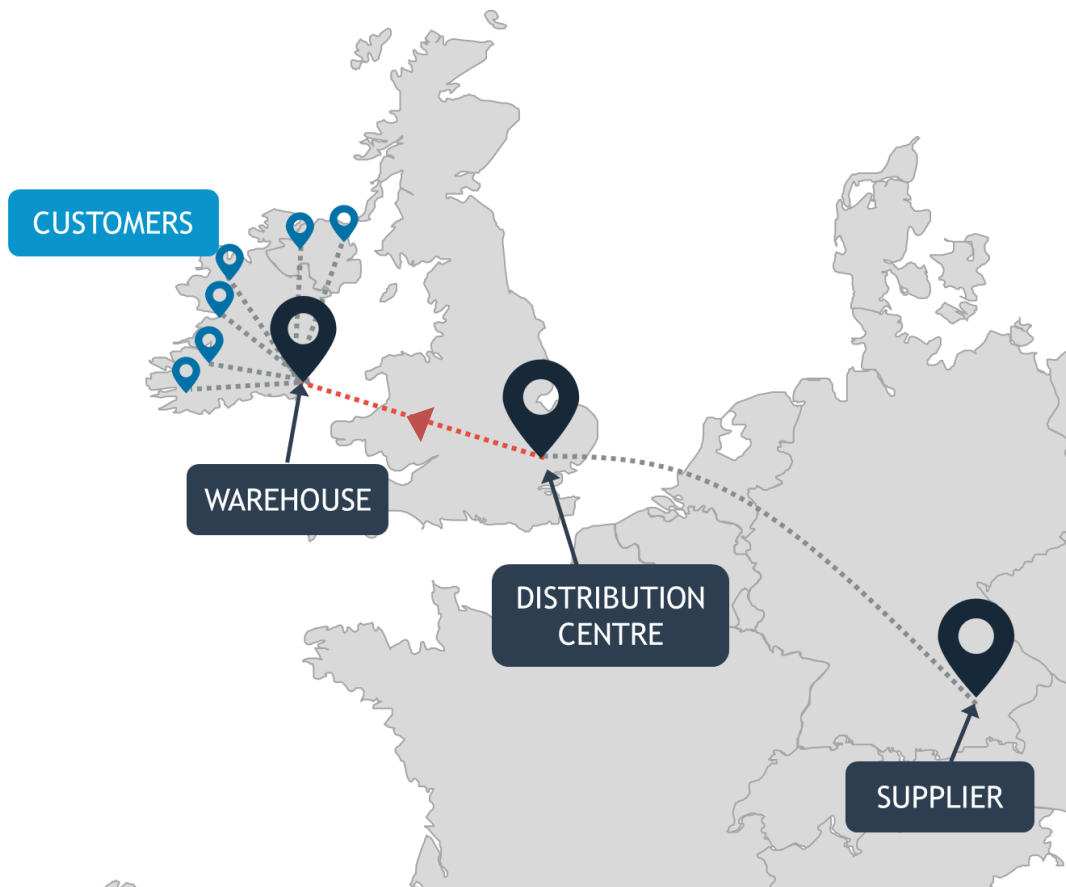 CUSTOMERS
WAREHOUSE
DISTRIBUTION
CENTRE
SUPPLIER